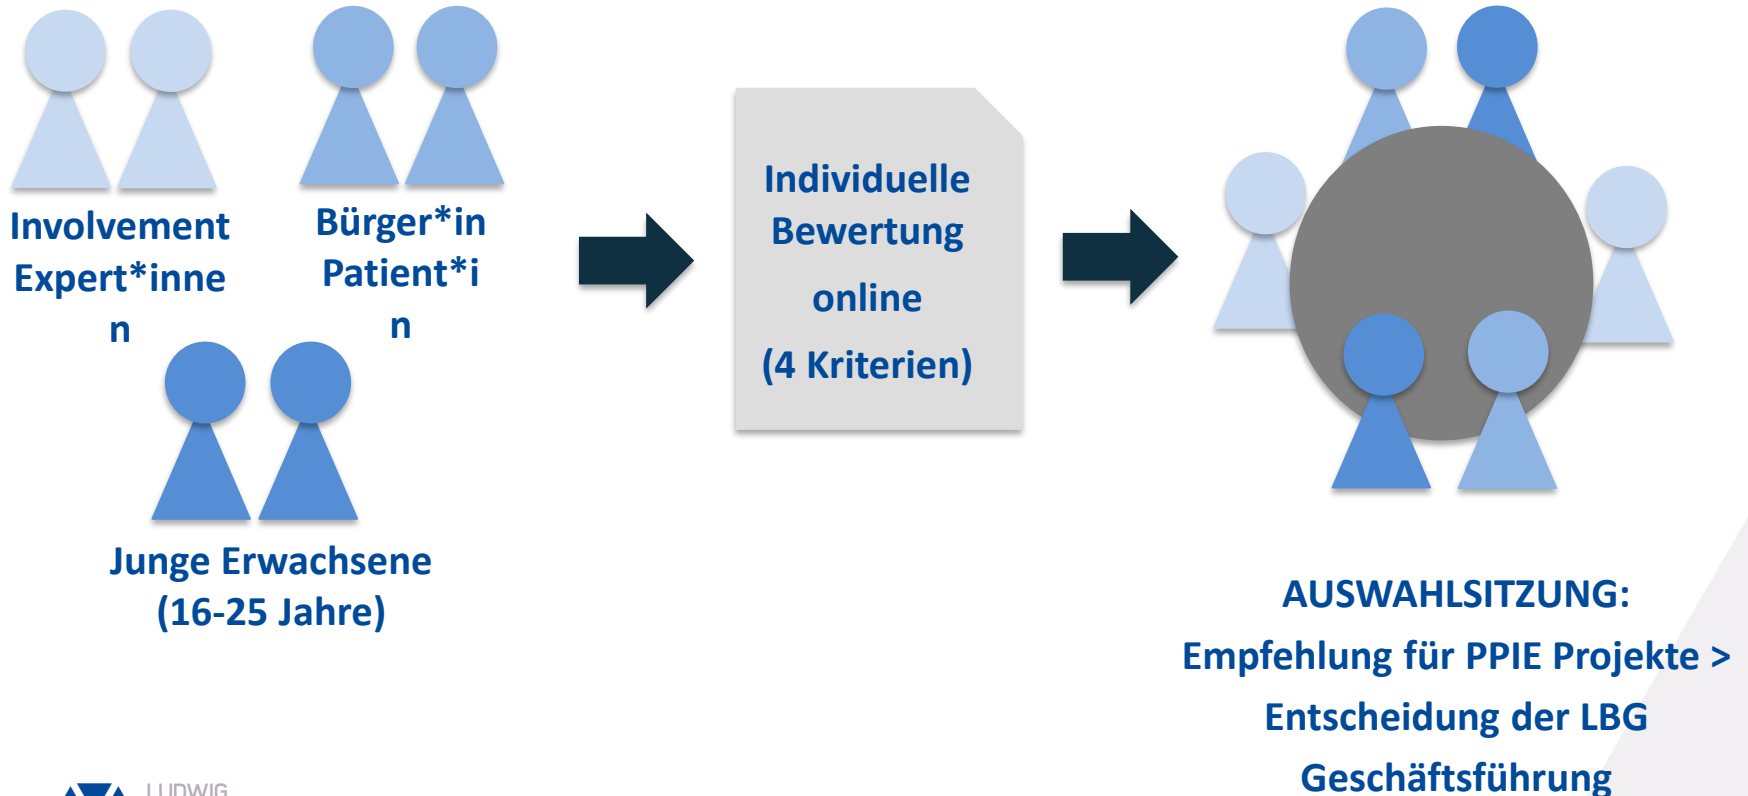 Involvement
Expert*inne
n
Bürger*in
Patient*i
n
Junge Erwachsene
(16-25 Jahre)
Individuelle
Bewertung
online
(4 Kriterien)
AUSWAHLSITZUNG:
Empfehlung für PPIE Projekte >
Entscheidung der LBG
Geschäftsführung
LUDWIG